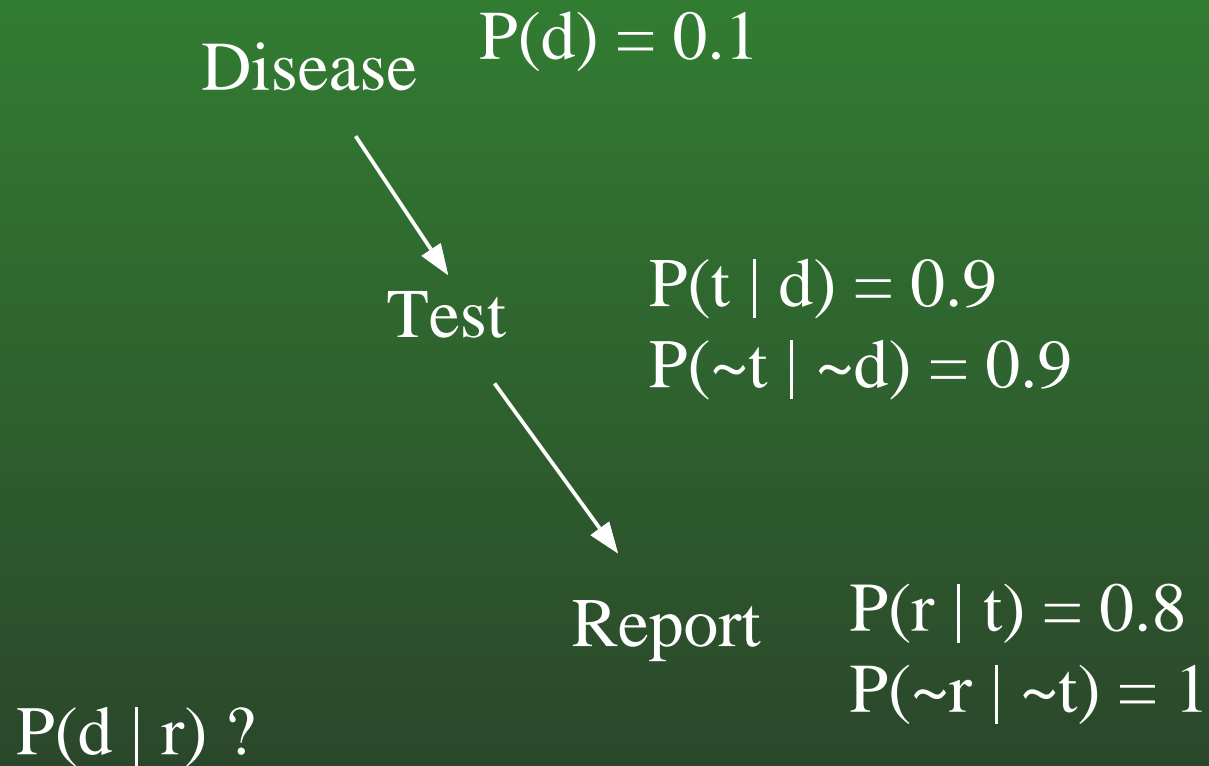 P(d) = 0.1
Disease
P(t | d) = 0.9
Test
P(~t | ~d) = 0.9
P(r | t) = 0.8
Report
P(~r | ~t) = 1
P(d | r) ?